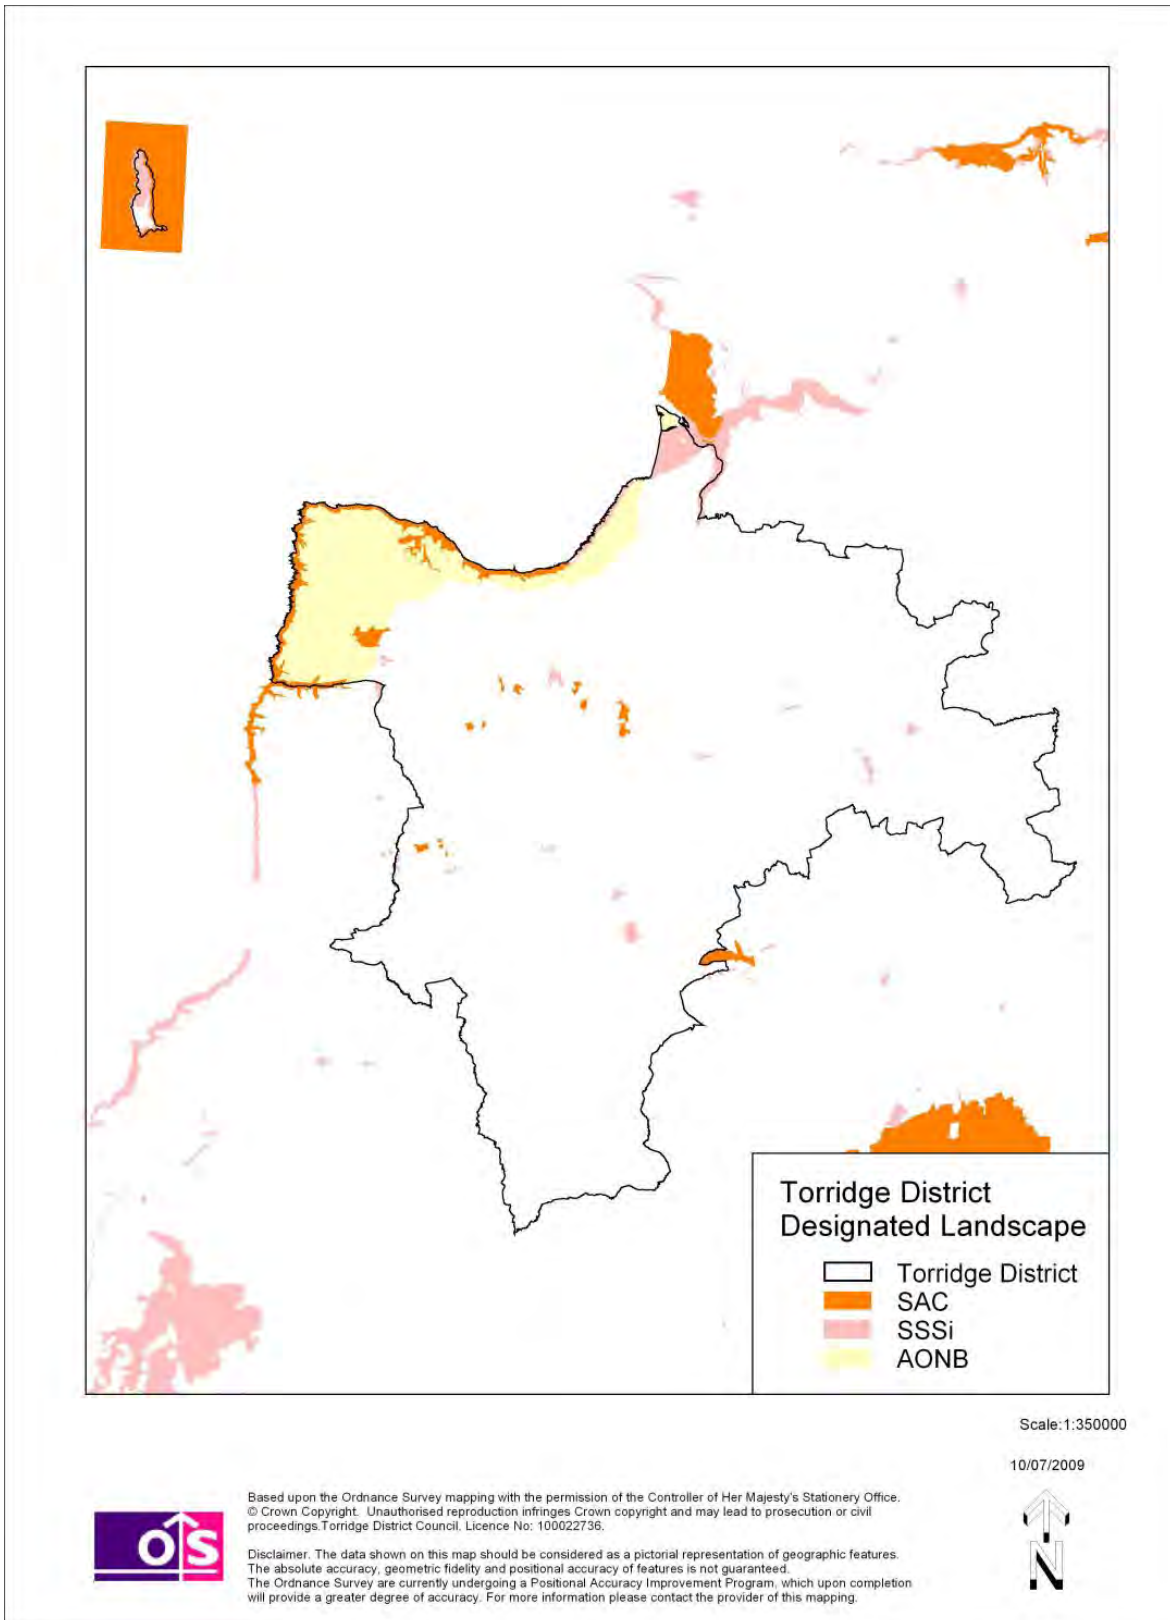 Torridge District
Designated Landscape
Torridge District
SAC
SSSi
AONB
Scale:1:350000
10/07/2009
Based upon the Ordnance Survey mapping with the permission of the Controller of Her Majesty's Stationery Office.
© Crown Copyright. Unauthorised reproduction infringes Crown copyright and may lead to prosecution or civil
proceedings.Torridge District Council. Licence No: 100022736.
Disclaimer. The data shown on this map should be considered as a pictorial representation of geographic features.
The absolute accuracy, geometric fidelity and positional accuracy of features is not guaranteed.
The Ordnance Survey are currently undergoing a Positional Accuracy Improvement Program, which upon completion
will provide a greater degree of accuracy. For more information please contact the provider of this mapping.
OS
N